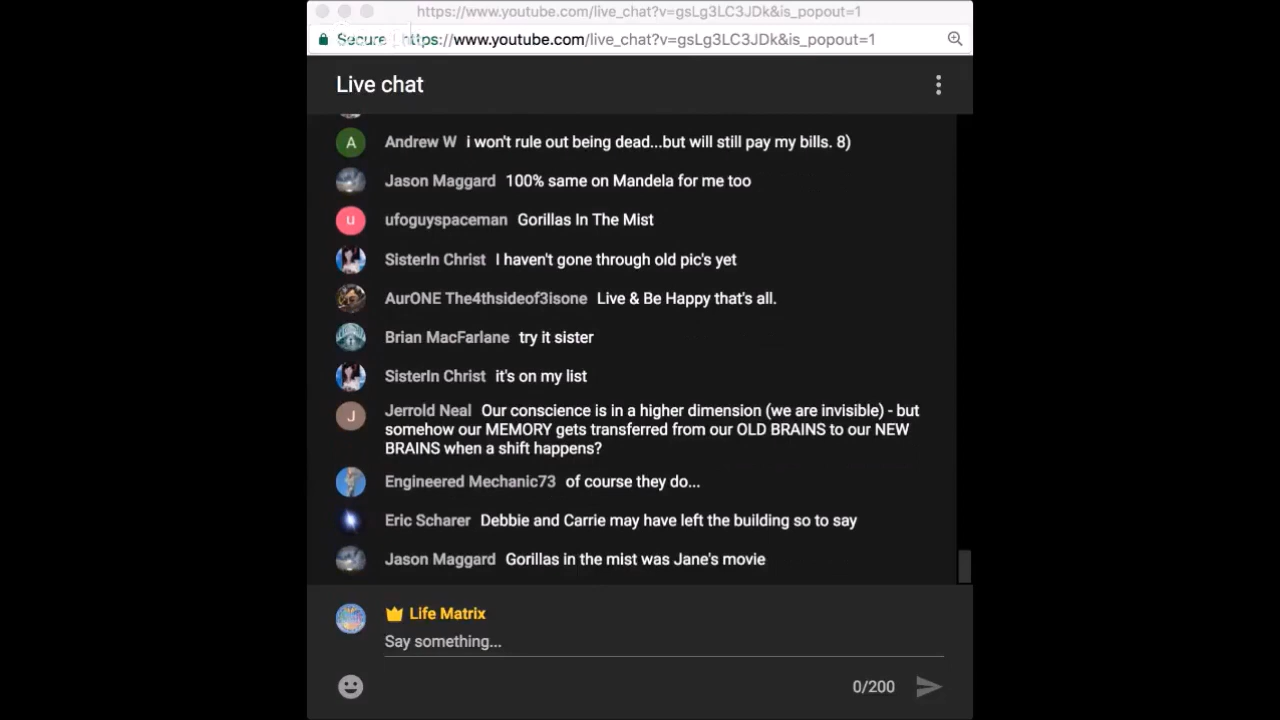 https://www.youtube.com/live_chat?v=gsLg3LC3JDk&is_popout=1
Secure https://www.youtube.com/live_chat?v=gsLg3LC3JDk&is_popout=1
Live chat
A Andrew W i won't rule out being dead...but will still pay my bills. 8)
Jason Maggard 100% same on Mandela for me too
u ufoguyspaceman Gorillas In The Mist
SisterIn Christ I haven't gone through old pic's yet
AurONE The4thsideof3isone Live & Be Happy that's all.
Brian MacFarlane try it sister
SisterIn Christ it's on my list
J Jerrold Neal Our conscience is in a higher dimension (we are invisible) - but
somehow our MEMORY gets transferred from our OLD BRAINS to our NEW
BRAINS when a shift happens?
Engineered Mechanic73 of course they do...
Eric Scharer Debbie and Carrie may have left the building so to say
Jason Maggard Gorillas in the mist was Jane's movie
Life Matrix
Say something...
0/200